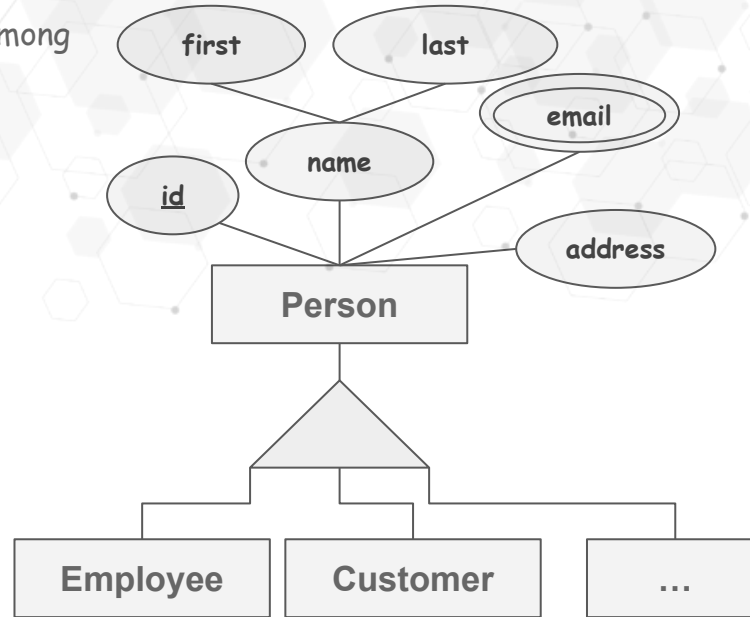 mong
first
last
email
name
id
address
Person
Employee
Customer
...